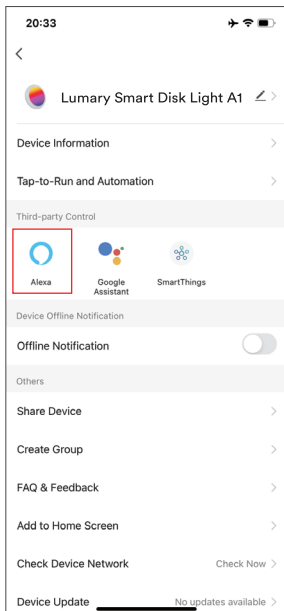 20:33
Lumary Smart Disk Light A1
Device Information
Tap-to-Run and Automation
Third-party Control
Alexa
Google
Assistant
SmartThings
Device Offline Notification
Offline Notification
Others
Share Device
Create Group
FAQ & Feedback
Add to Home Screen
Check Device Network
Check Now
Device Update
No updates available